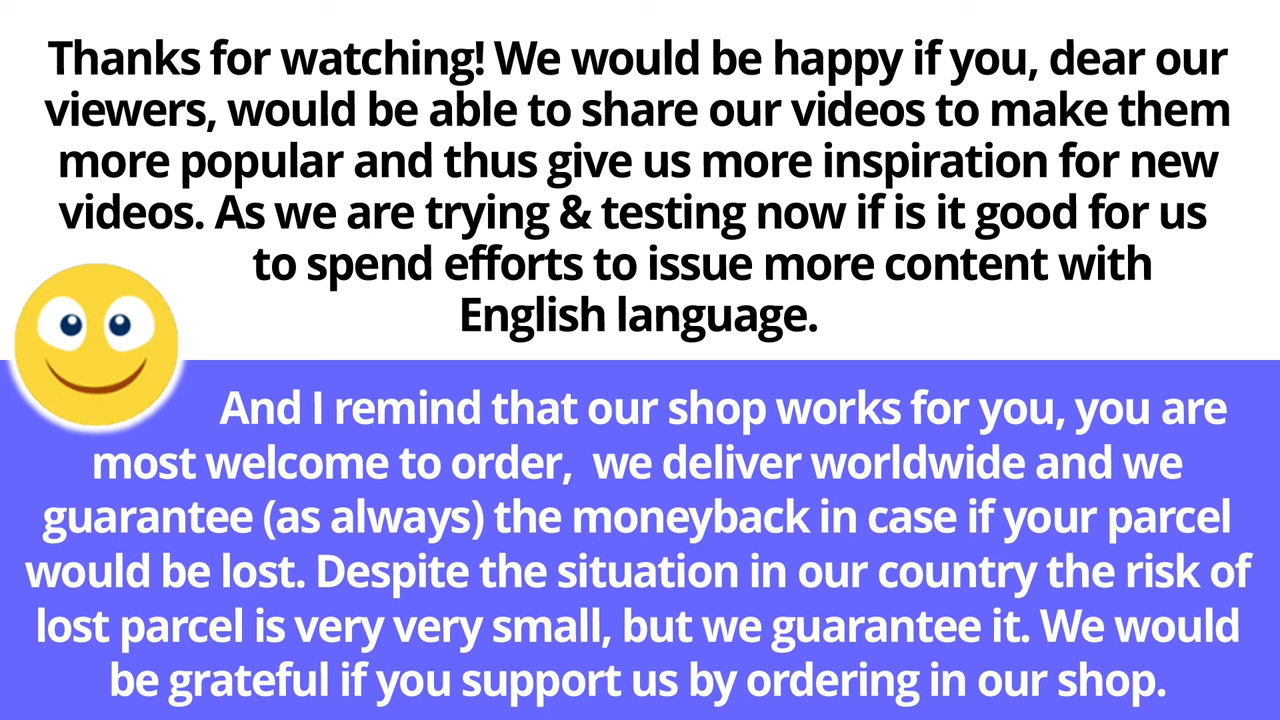 Thanks for watching! We would be happy if you, dear our
viewers, would be able to share our videos to make them
more popular and thus give us more inspiration for new
videos. As we are trying & testing now if is it good for us
to spend efforts to issue more content with
English language.
And I remind that our shop works for you, you are
most welcome to order,  we deliver worldwide and we
guarantee (as always) the moneyback in case if your parcel
would be lost. Despite the situation in our country the risk of
lost parcel is very very small, but we guarantee it. We would
be grateful if you support us by ordering in our shop.